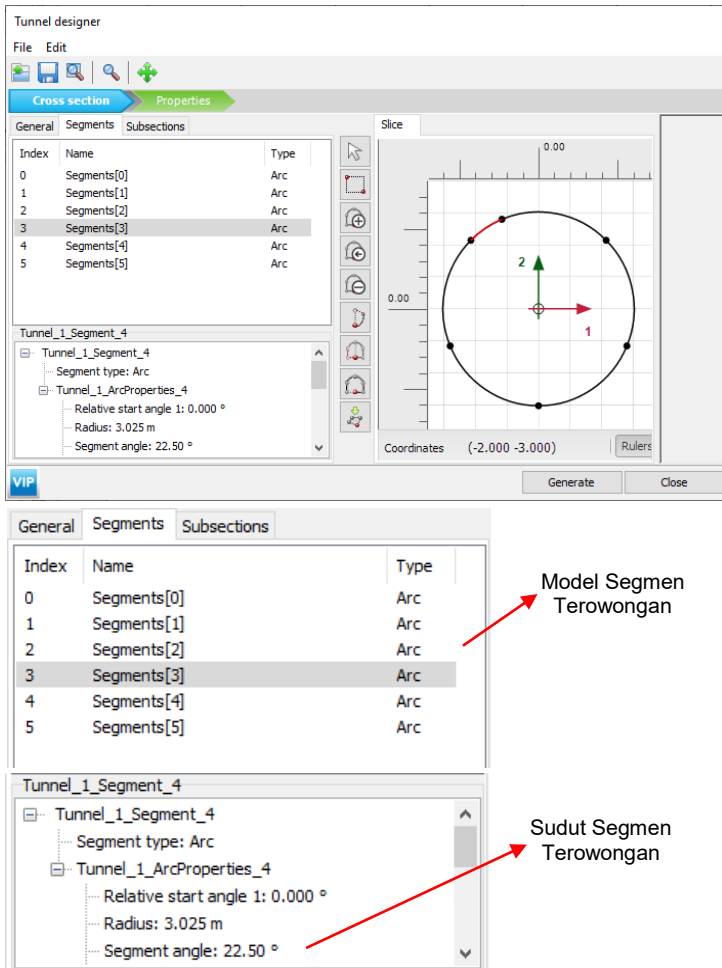 Tunnel designer
File Edit
Cross section Properties
General Segments Subsections
Index Name Type
0 Segments[0] Arc
1 Segments[1] Arc
2 Segments[2] Arc
3 Segments[3] Arc
4 Segments[4] Arc
5 Segments[5] Arc
Tunnel_1_Segment_4
Tunnel_1_Segment_4
Segment type: Arc
Tunnel_1_ArcProperties_4
Relative start angle 1: 0.000 °
Radius: 3.025 m
Segment angle: 22.50 °
Slice
0.00
0.00
2
1
Coordinates (-2.000 -3.000)
Rulers
VIP
Generate Close
General Segments Subsections
Index Name Type
0 Segments[0] Arc
1 Segments[1] Arc
2 Segments[2] Arc
3 Segments[3] Arc
4 Segments[4] Arc
5 Segments[5] Arc
Model Segmen
Terowongan
Tunnel_1_Segment_4
Tunnel_1_Segment_4
Segment type: Arc
Tunnel_1_ArcProperties_4
Relative start angle 1: 0.000 °
Radius: 3.025 m
Segment angle: 22.50 °
Sudut Segmen
Terowongan